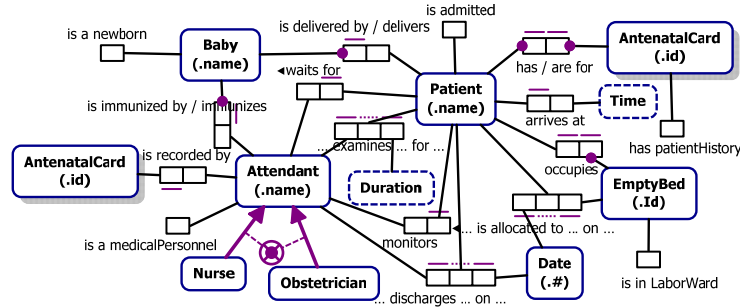 is admitted
is delivered by / delivers
is a newborn
Baby
(.name)
AntenatalCard
(.id)
◄waits for
has / are for
Patient
(.name)
Time
is immunized by / immunizes
arrives at
has patientHistory
is recorded by
... examines ... for ...
AntenatalCard
(.id)
Attendant
(.name)
occupies
Duration
EmptyBed
(.Id)
is a medicalPersonnel
monitors
◄... is allocated to ... on ...
Nurse
Obstetrician
Date
(.#)
is in LaborWard
... discharges ... on ...